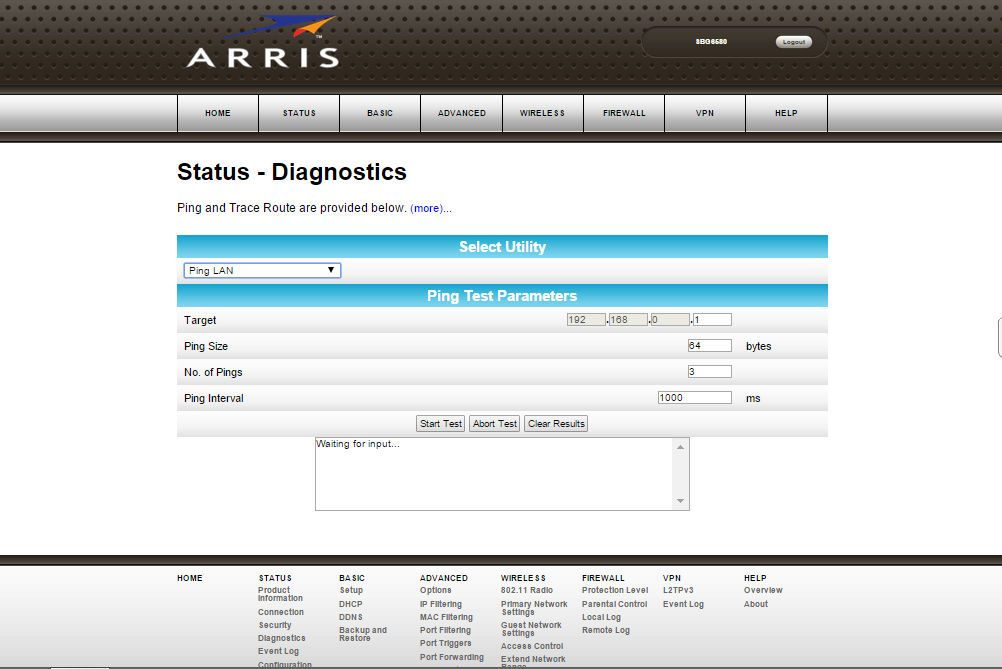 ARRIS
TM
SBG6580 Logout
HOME STATUS BASIC ADVANCED WIRELESS FIREWALL VPN HELP
Status - Diagnostics
Ping and Trace Route are provided below. (more)...
Select Utility
Ping LAN
Ping Test Parameters
Target 192.168.0.1
Ping Size 64 bytes
No. of Pings 3
Ping Interval 1000 ms
Start Test Abort Test Clear Results
Waiting for input...
HOME
STATUS
Product
Information
Connection
Security
Diagnostics
Event Log
Configuration
BASIC
Setup
DHCP
DDNS
Backup and
Restore
ADVANCED
Options
IP Filtering
MAC Filtering
Port Filtering
Port Triggers
Port Forwarding
WIRELESS
802.11 Radio
Primary Network
Settings
Guest Network
Settings
Access Control
Extend Network
Range
FIREWALL
Protection Level
Parental Control
Local Log
Remote Log
VPN
L2TPv3
Event Log
HELP
Overview
About